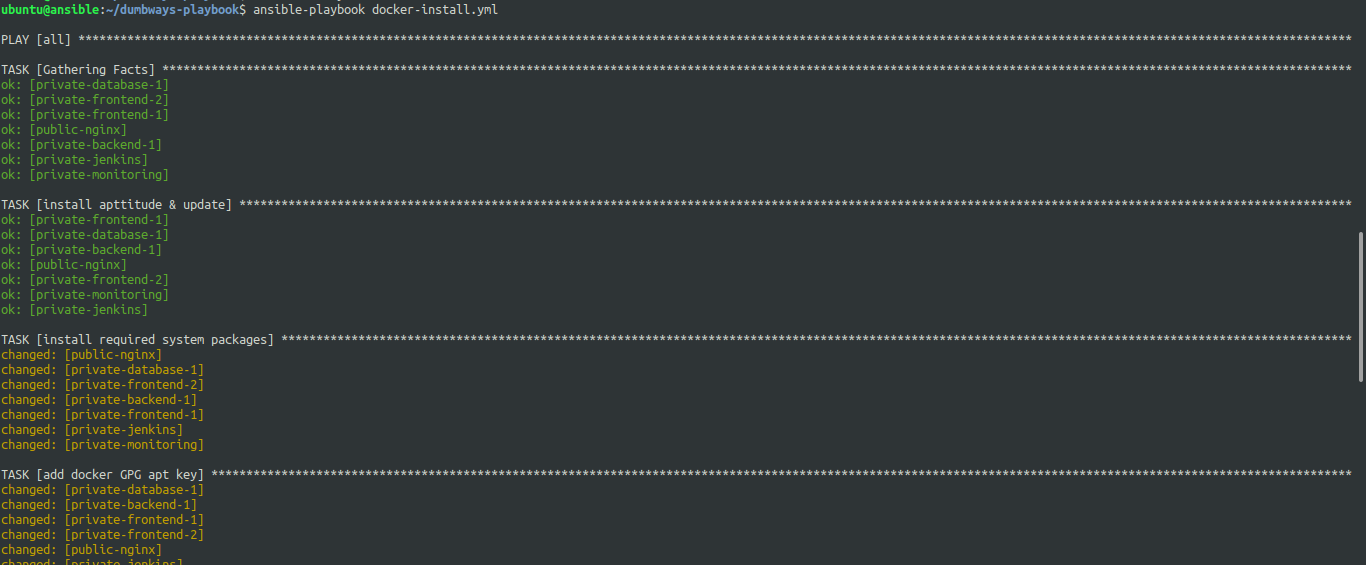 ubuntu@ansible:~/dumbways-playbook$ ansible-playbook docker-install.yml
PLAY [all] **************************************************************************************************************************************************************************************
TASK [Gathering Facts] **************************************************************************************************************************************************************************
ok: [private-database-1]
ok: [private-frontend-2]
ok: [private-frontend-1]
ok: [public-nginx]
ok: [private-backend-1]
ok: [private-jenkins]
ok: [private-monitoring]
TASK [install apttitude & update] ***************************************************************************************************************************************************************
ok: [private-frontend-1]
ok: [private-database-1]
ok: [private-backend-1]
ok: [public-nginx]
ok: [private-frontend-2]
ok: [private-monitoring]
ok: [private-jenkins]
TASK [install required system packages] *********************************************************************************************************************************************************
changed: [public-nginx]
changed: [private-database-1]
changed: [private-frontend-2]
changed: [private-backend-1]
changed: [private-frontend-1]
changed: [private-jenkins]
changed: [private-monitoring]
TASK [add docker GPG apt key] *******************************************************************************************************************************************************************
changed: [private-database-1]
changed: [private-backend-1]
changed: [private-frontend-1]
changed: [private-frontend-2]
changed: [public-nginx]
changed: [private-jenkins]